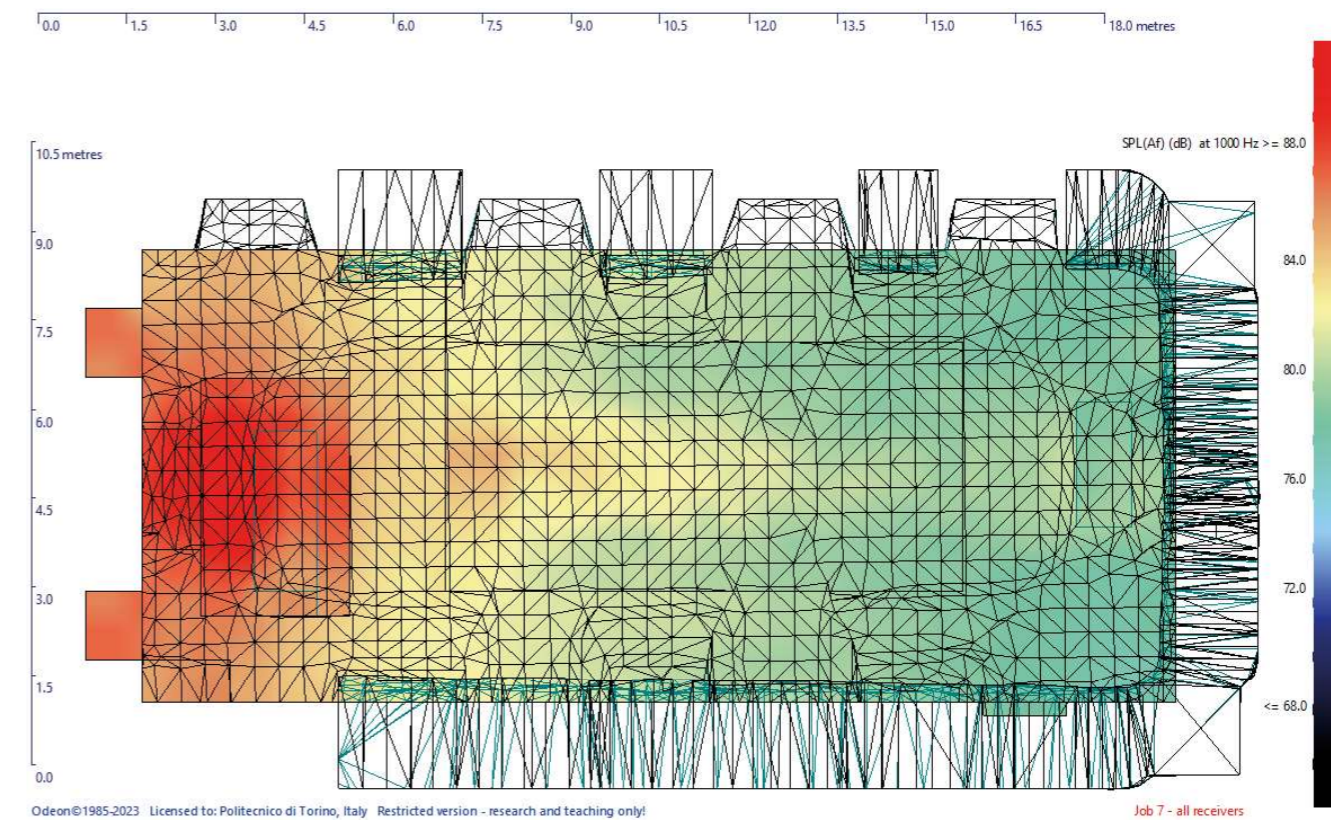 0.0 1.5 3.0 4.5 6.0 7.5 9.0 10.5 12.0 13.5 15.0 16.5 18.0 metres
SPL(Af) (dB) at 1000 Hz >= 88.0
10.5 metres
9.0
84.0
7.5
80.0
6.0
76.0
4.5
72.0
3.0
1.5
<= 68.0
0.0
Odeon©1985-2023 Licensed to: Politecnico di Torino, Italy Restricted version - research and teaching only!
Job 7 - all receivers